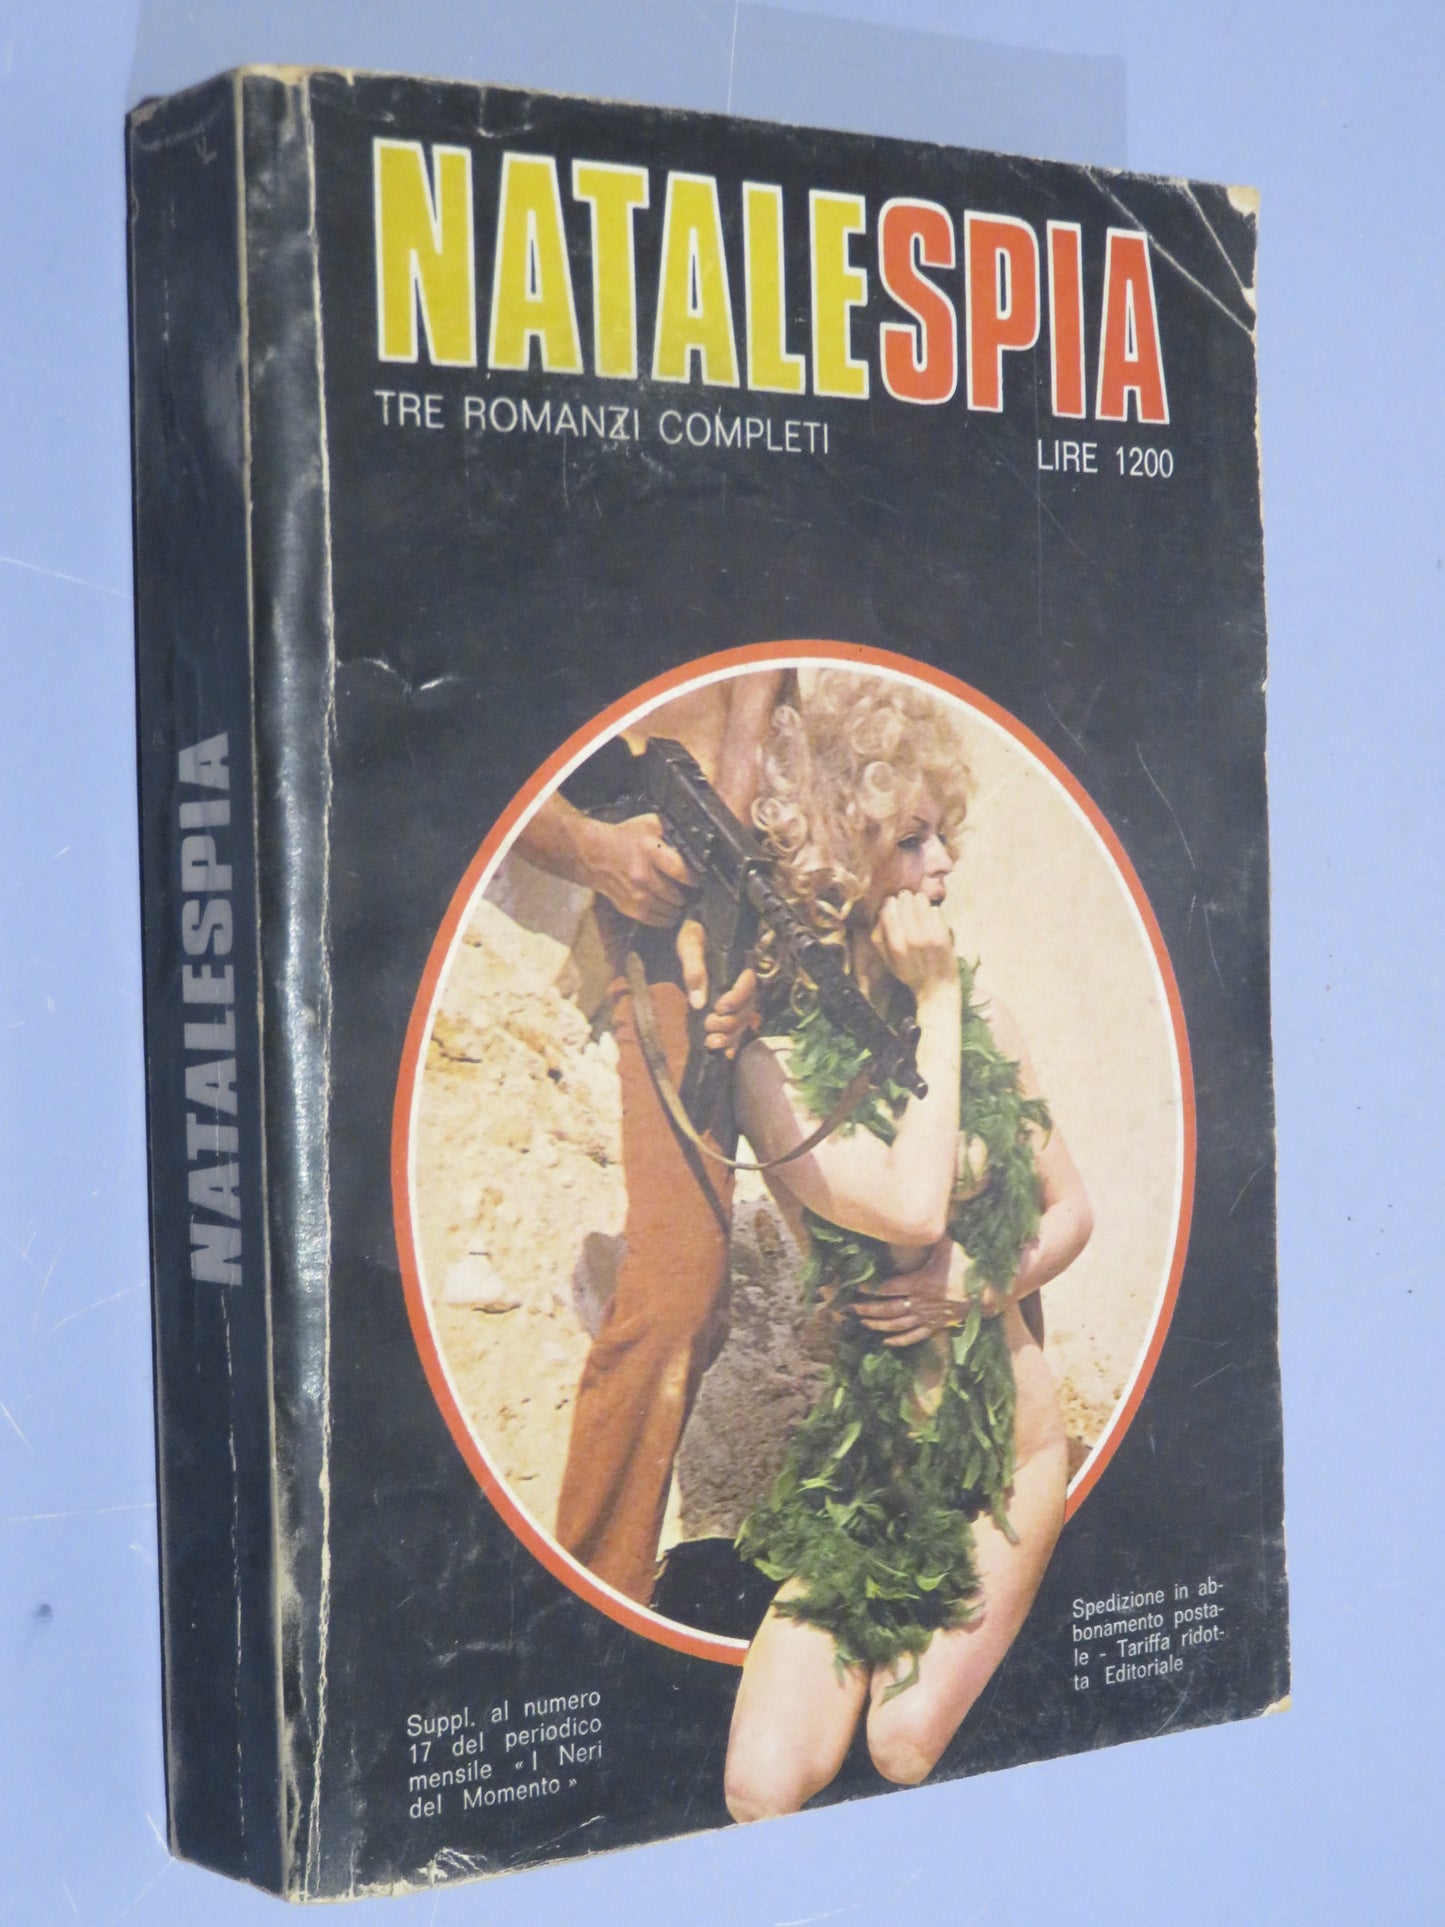 NATALESPIA
TRE ROMANZI COMPLETI
LIRE 1200
NATALESPIA
Spedizione in ab-
bonamento posta-
le - Tariffa ridot-
ta Editoriale
Suppl. al numero
17 del periodico
mensile « I Neri
del Momento »